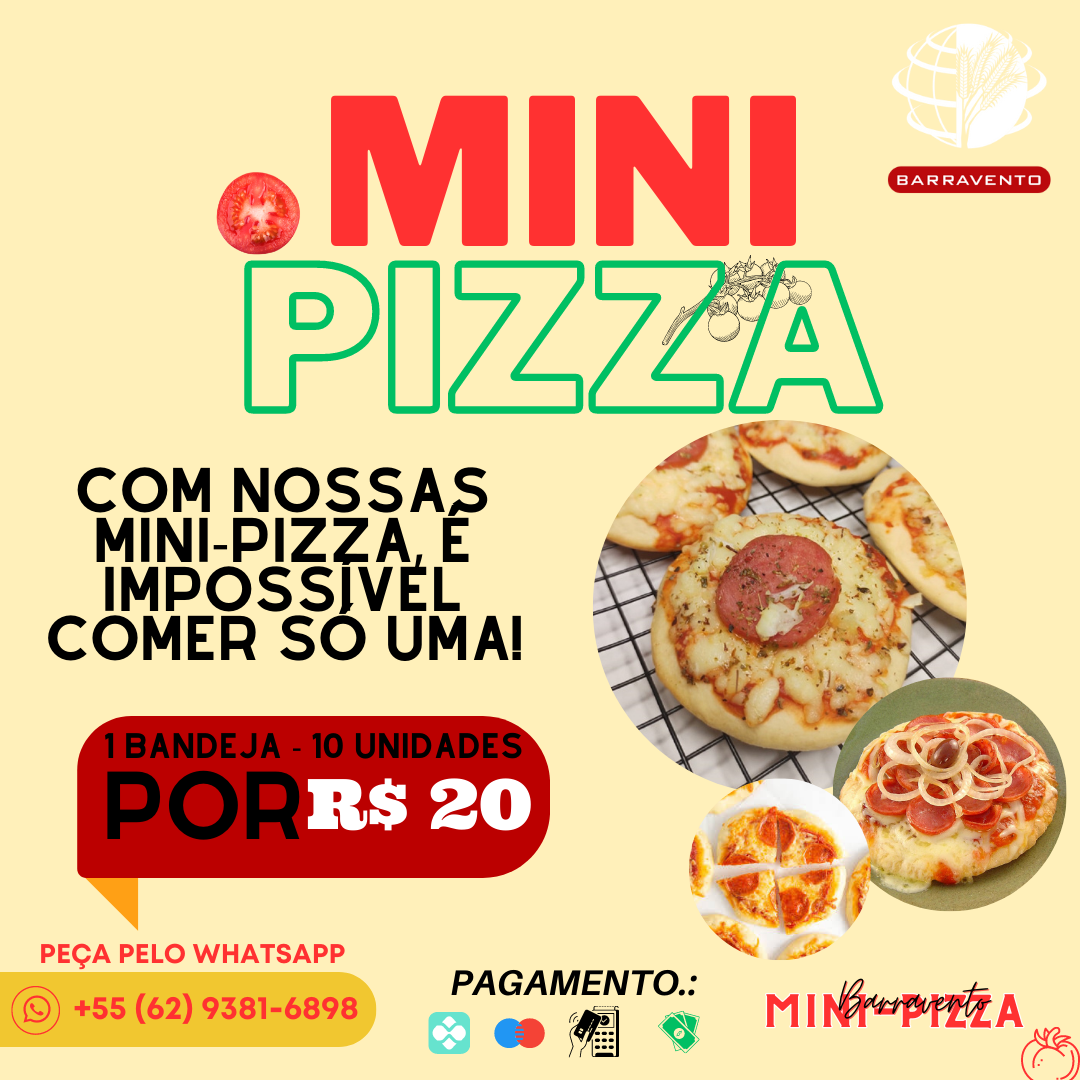 BARRAVENTO
.MINI
PIZZA
COM NOSSAS
MINI-PIZZA, É
IMPOSSÍVEL
COMER SÓ UMA!
1 BANDEJA - 10 UNIDADES
POR R$ 20
PEÇA PELO WHATSAPP
+55 (62) 9381-6898
PAGAMENTO.:
Barravento
MINI-PIZZA